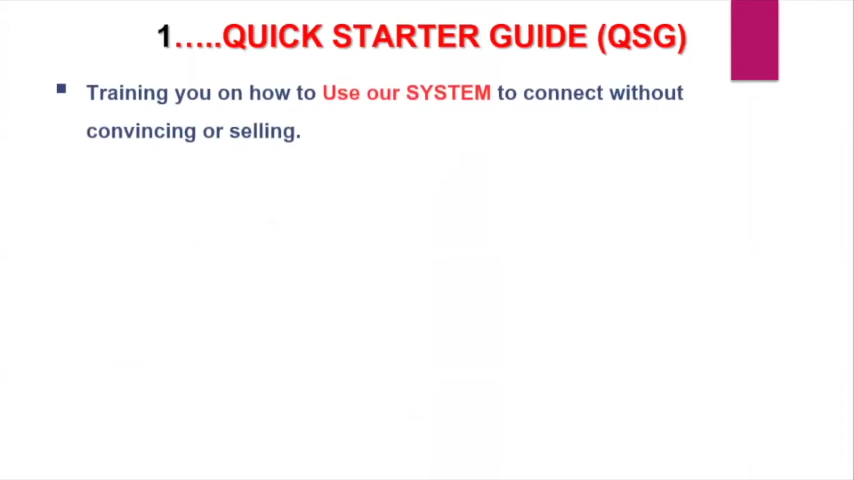 1…..QUICK STARTER GUIDE (QSG)
▪ Training you on how to Use our SYSTEM to connect without
convincing or selling.